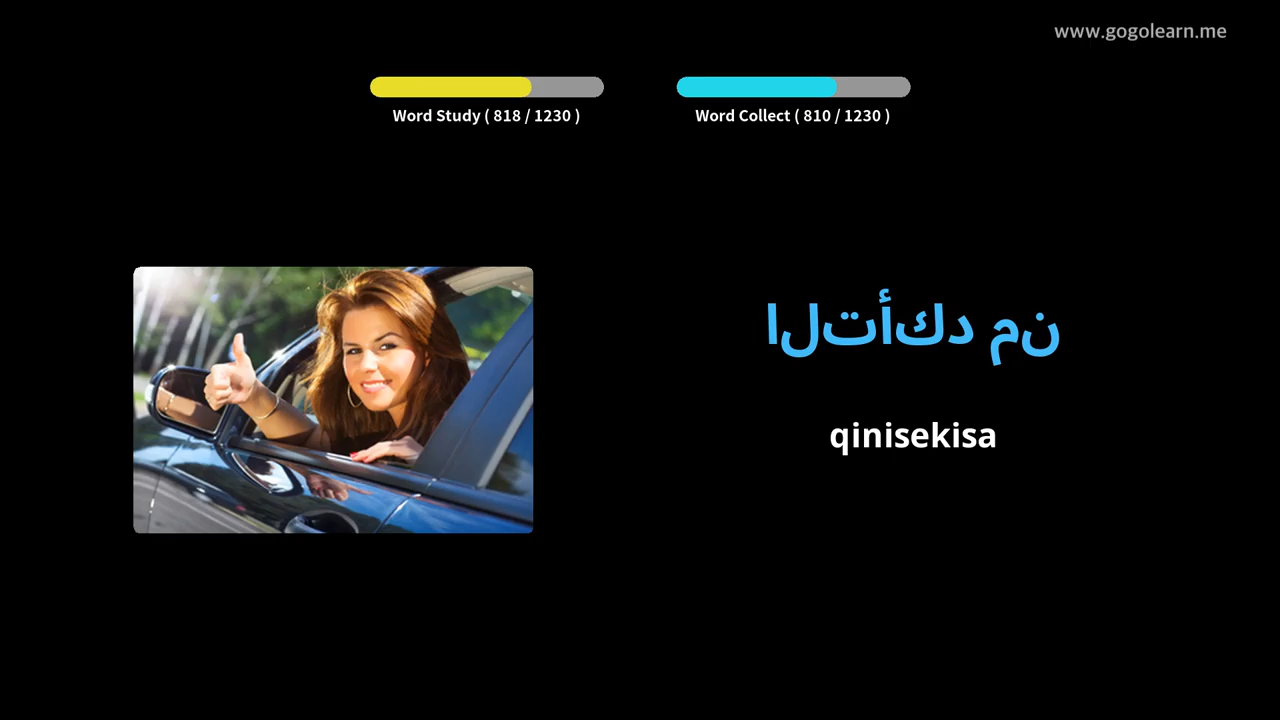 www.gogolearn.me
Word Study ( 818 / 1230 )
Word Collect ( 810 / 1230 )
التأكد من
qinisekisa